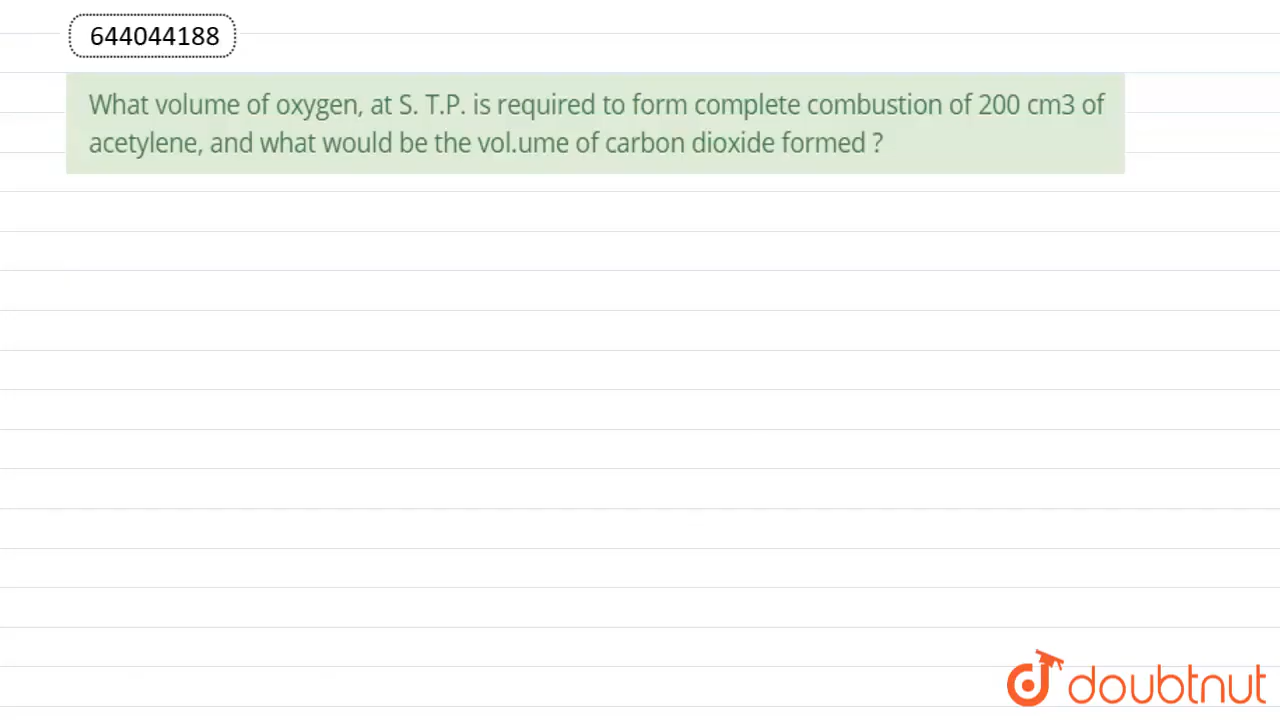 644044188
What volume of oxygen, at S. T.P. is required to form complete combustion of 200 cm3 of
acetylene, and what would be the vol.ume of carbon dioxide formed ?
doubtnut